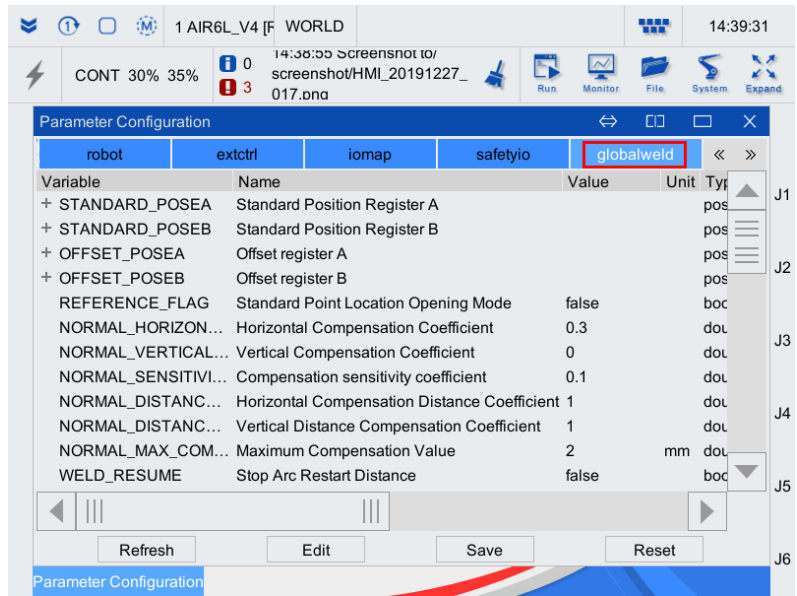 1 AIR6L_V4 [F WORLD 14:39:31
CONT 30% 35% 0 3 14:38:55 Screenshot to/
screenshot/HMI_20191227_
017.png
Run Monitor File System Expand
Parameter Configuration
robot extctrl iomap safetyio globalweld « »
Variable Name Value Unit Typ
+ STANDARD_POSEA Standard Position Register A pos
+ STANDARD_POSEB Standard Position Register B pos
+ OFFSET_POSEA Offset register A pos
+ OFFSET_POSEB Offset register B pos
REFERENCE_FLAG Standard Point Location Opening Mode false boo
NORMAL_HORIZON... Horizontal Compensation Coefficient 0.3 dou
NORMAL_VERTICAL... Vertical Compensation Coefficient 0 dou
NORMAL_SENSITIVI... Compensation sensitivity coefficient 0.1 dou
NORMAL_DISTANC... Horizontal Compensation Distance Coefficient 1 dou
NORMAL_DISTANC... Vertical Distance Compensation Coefficient 1 dou
NORMAL_MAX_COM... Maximum Compensation Value 2 mm dou
WELD_RESUME Stop Arc Restart Distance false boo
J1
J2
J3
J4
J5
J6
Refresh Edit Save Reset
Parameter Configuration